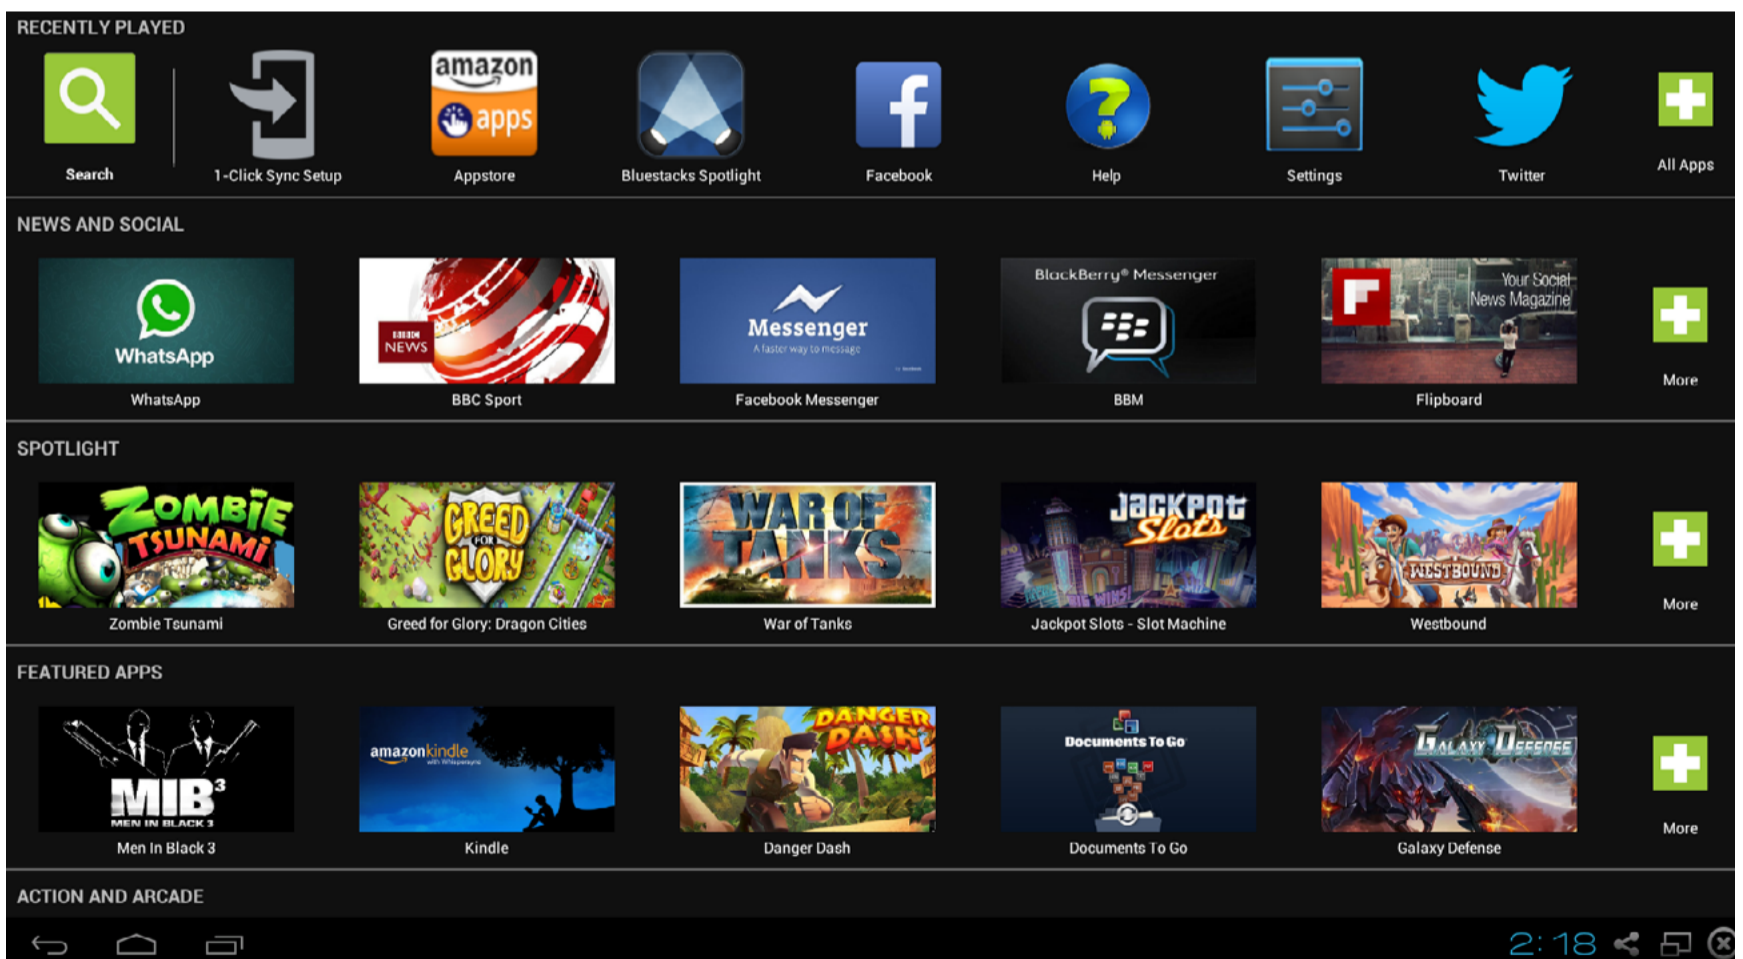 RECENTLY PLAYED
amazon
apps
Search
1-Click Sync Setup
Appstore
Bluestacks Spotlight
Facebook
Help
Settings
Twitter
All Apps
NEWS AND SOCIAL
WhatsApp
NEWS
Messenger
A faster way to message
BlackBerry® Messenger
Your Social
News Magazine
WhatsApp
BBC Sport
Facebook Messenger
BBM
Flipboard
More
SPOTLIGHT
ZOMBIE
TSUNAMI
GREED
FOR
GLORY
WAR OF
TANKS
JACKPOT
Slots
BIG WINS!
WESTBOUND
Zombie Tsunami
Greed for Glory: Dragon Cities
War of Tanks
Jackpot Slots - Slot Machine
Westbound
More
FEATURED APPS
MIB³
MEN IN BLACK 3
amazonkindle
with Whispersync
DANGER
DASH
Documents To Go
GALAXY DEFENSE
Men In Black 3
Kindle
Danger Dash
Documents To Go
Galaxy Defense
More
ACTION AND ARCADE
2:18